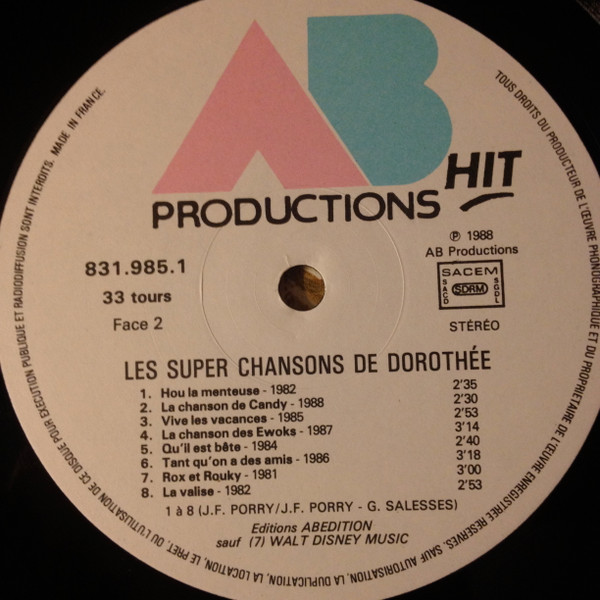 AB
HIT
PRODUCTIONS
℗ 1988
AB Productions
831.985.1
33 tours
Face 2
SACEM
SACD SDRM SGDL
STÉRÉO
LES SUPER CHANSONS DE DOROTHÉE
1. Hou la menteuse - 1982 2'35
2. La chanson de Candy - 1988 2'30
3. Vive les vacances - 1985 2'53
4. La chanson des Ewoks - 1987 3'14
5. Qu'il est bête - 1984 2'40
6. Tant qu'on a des amis - 1986 3'18
7. Rox et Rouky - 1981 3'00
8. La valise - 1982 2'53
1 à 8 (J.F. PORRY/J.F. PORRY - G. SALESSES)
Editions ABEDITION
sauf (7) WALT DISNEY MUSIC
TOUS DROITS DU PRODUCTEUR DE L'ŒUVRE PHONOGRAPHIQUE ET DU PROPRIETAIRE DE L'ŒUVRE ENREGISTREE RESERVES. SAUF AUTORISATION, LA DUPLICATION, LA LOCATION, LE PRET, OU L'UTILISATION DE CE DISQUE POUR EXECUTION PUBLIQUE ET RADIODIFFUSION SONT INTERDITS. MADE IN FRANCE.